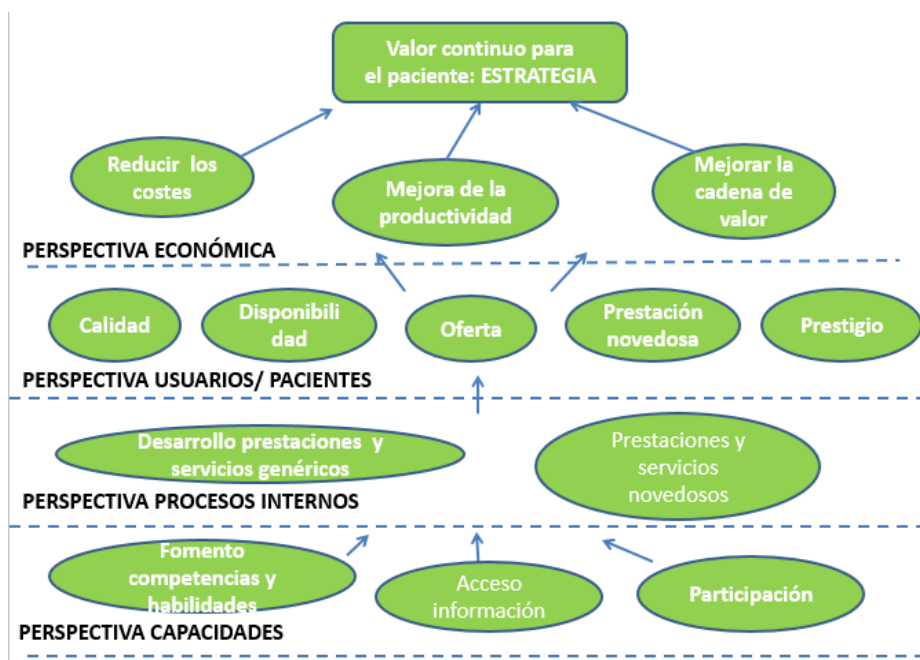 Valor continuo para
el paciente: ESTRATEGIA
Reducir los
costes
Mejora de la
productividad
Mejorar la
cadena de
valor
PERSPECTIVA ECONÓMICA
Calidad
Disponibili
dad
Oferta
Prestación
novedosa
Prestigio
PERSPECTIVA USUARIOS/ PACIENTES
Desarrollo prestaciones y
servicios genéricos
Prestaciones y
servicios
novedosos
PERSPECTIVA PROCESOS INTERNOS
Fomento
competencias y
habilidades
Acceso
información
Participación
PERSPECTIVA CAPACIDADES